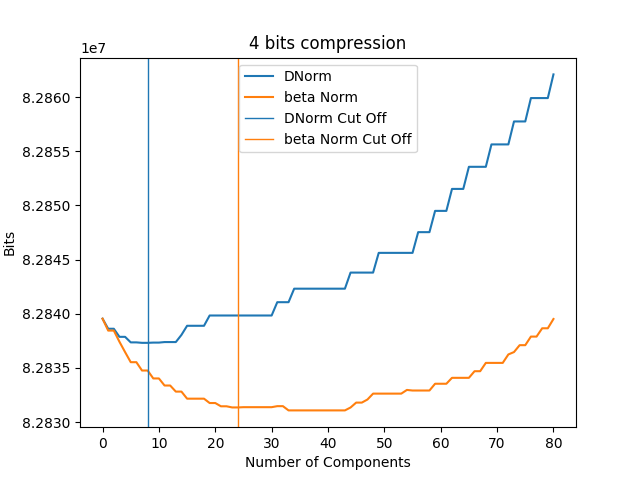 4 bits compression
1e7
DNorm
beta Norm
DNorm Cut Off
beta Norm Cut Off
8.2860
8.2855
8.2850
8.2845
8.2840
8.2835
8.2830
Bits
0 10 20 30 40 50 60 70 80
Number of Components